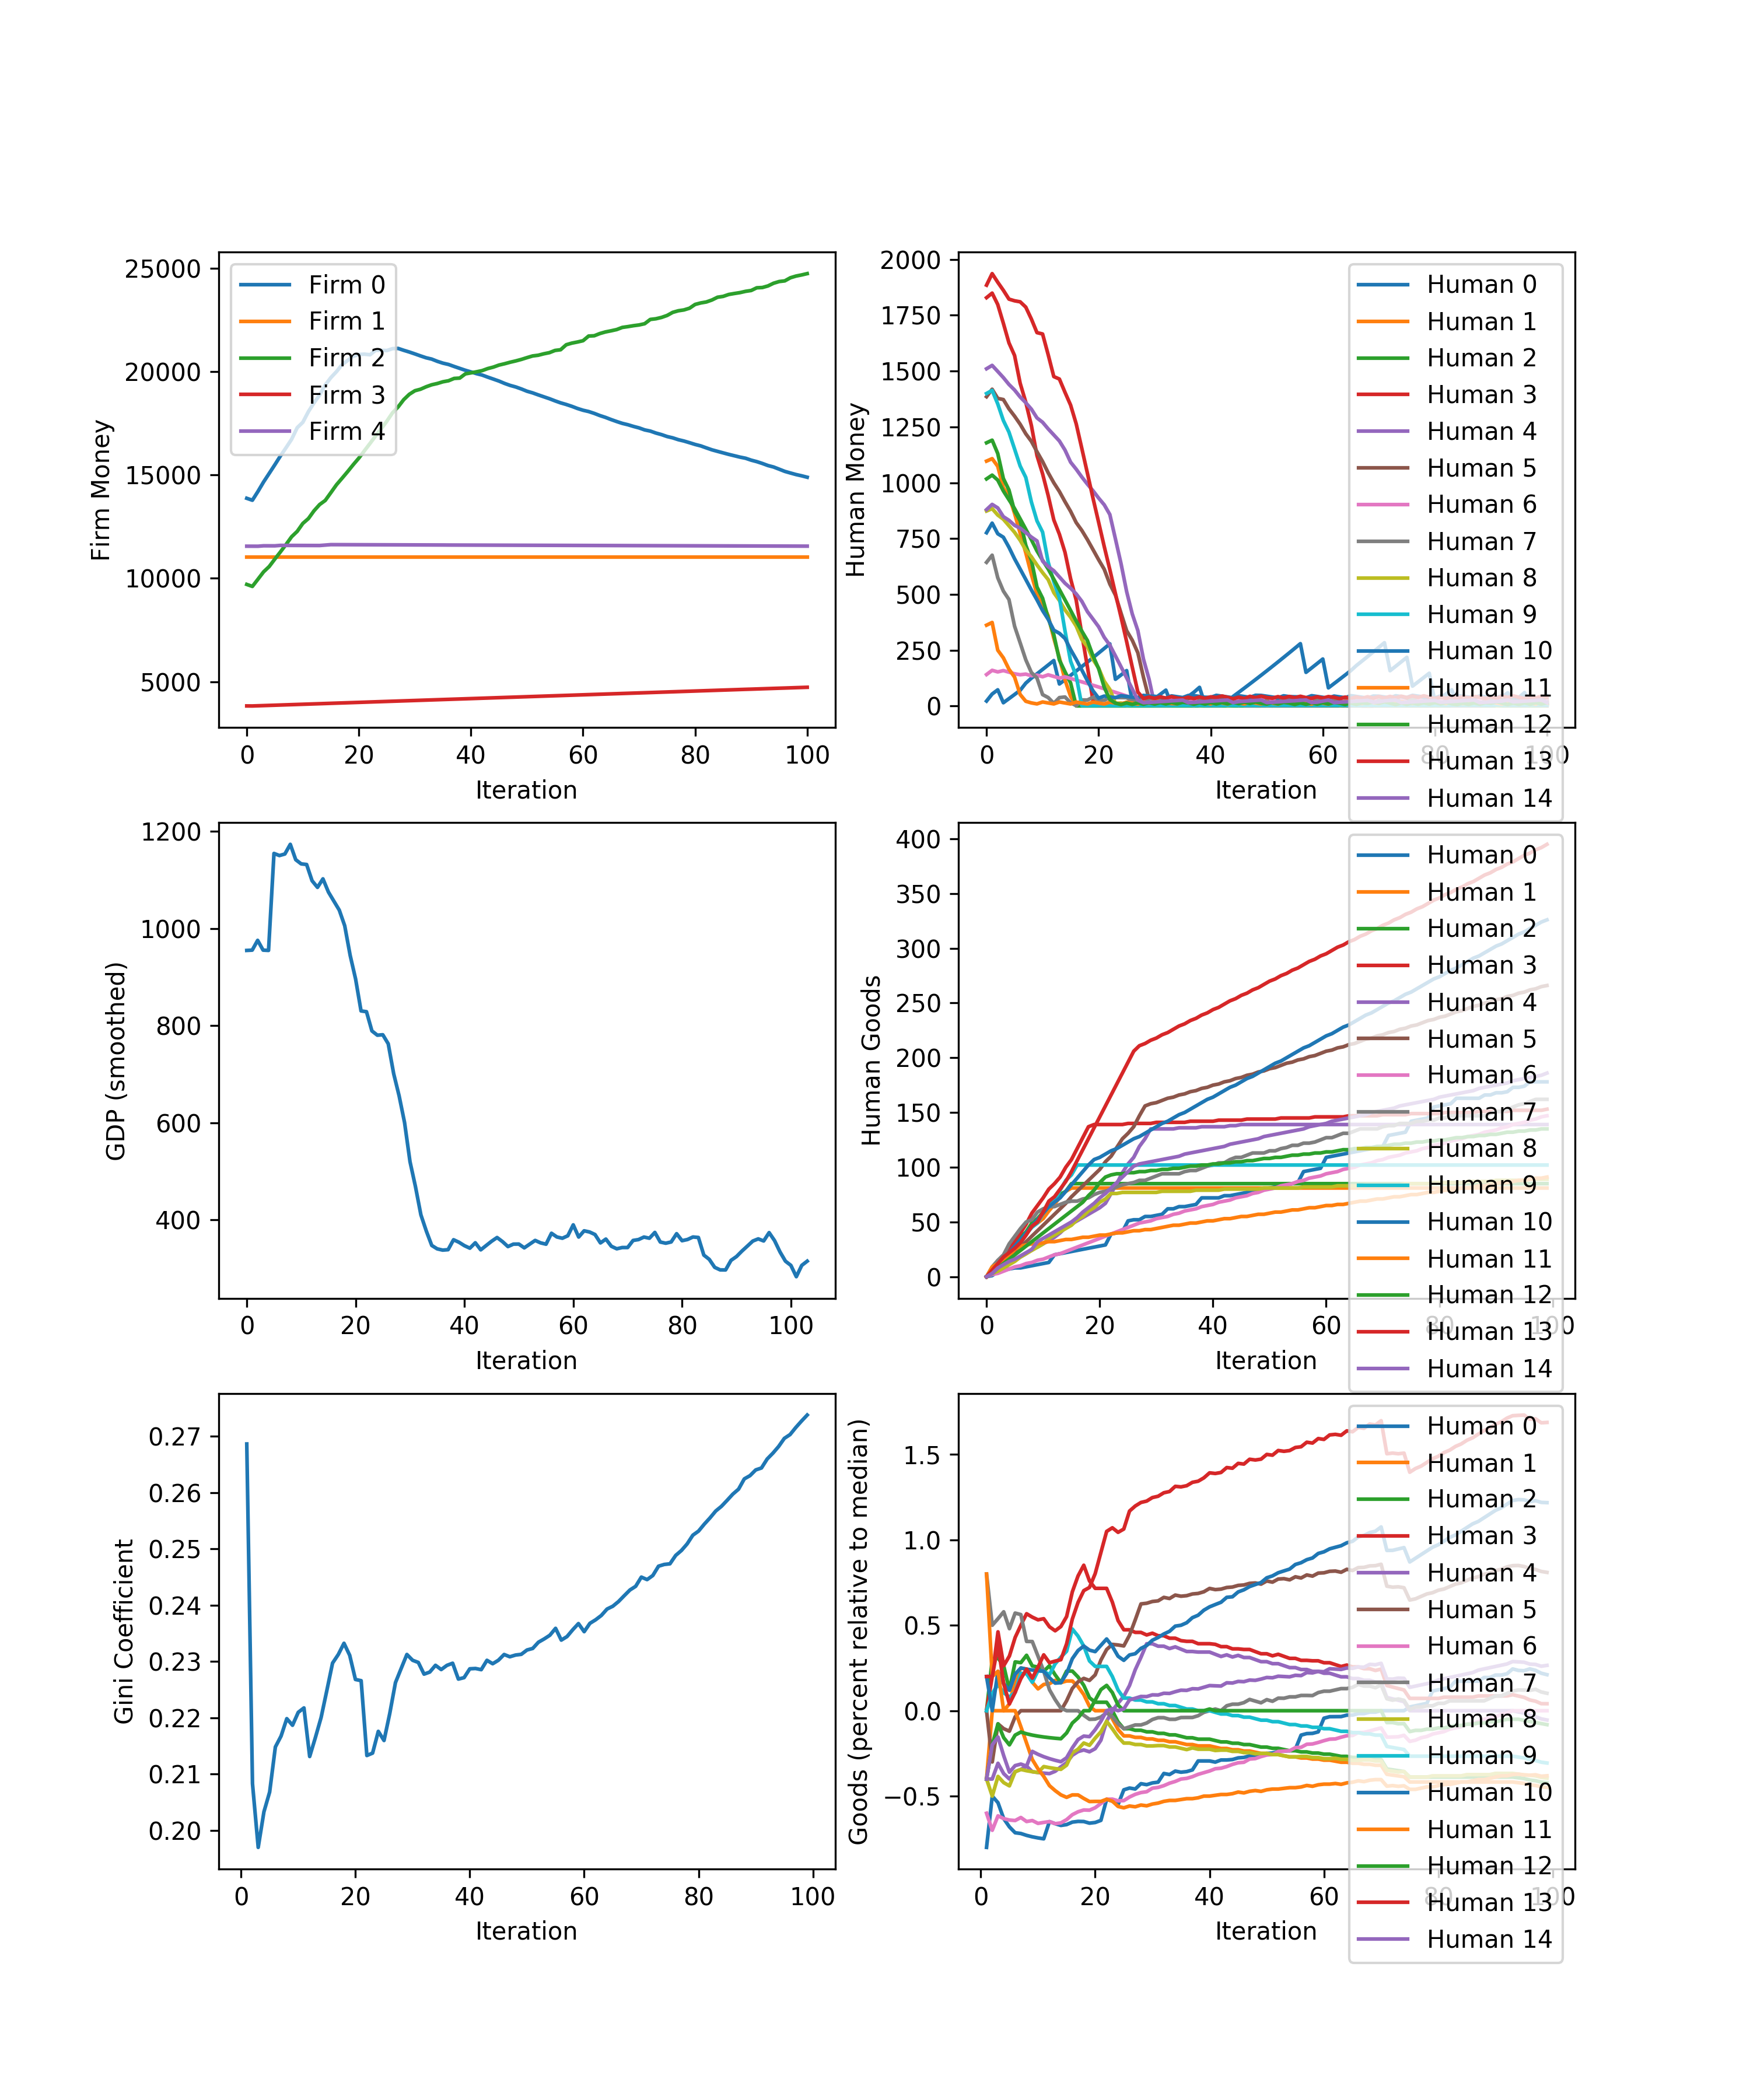 25000
20000
15000
10000
5000
Firm Money
Firm 0
Firm 1
Firm 2
Firm 3
Firm 4
0 20 40 60 80 100
Iteration
2000
1750
1500
1250
1000
750
500
250
0
Human Money
Human 0
Human 1
Human 2
Human 3
Human 4
Human 5
Human 6
Human 7
Human 8
Human 9
Human 10
Human 11
Human 12
Human 13
Human 14
0 20 40 60 80 100
Iteration
1200
1000
800
600
400
GDP (smoothed)
0 20 40 60 80 100
Iteration
400
350
300
250
200
150
100
50
0
Human Goods
Human 0
Human 1
Human 2
Human 3
Human 4
Human 5
Human 6
Human 7
Human 8
Human 9
Human 10
Human 11
Human 12
Human 13
Human 14
0 20 40 60 80 100
Iteration
0.27
0.26
0.25
0.24
0.23
0.22
0.21
0.20
Gini Coefficient
0 20 40 60 80 100
Iteration
1.5
1.0
0.5
0.0
−0.5
Goods (percent relative to median)
Human 0
Human 1
Human 2
Human 3
Human 4
Human 5
Human 6
Human 7
Human 8
Human 9
Human 10
Human 11
Human 12
Human 13
Human 14
0 20 40 60 80 100
Iteration